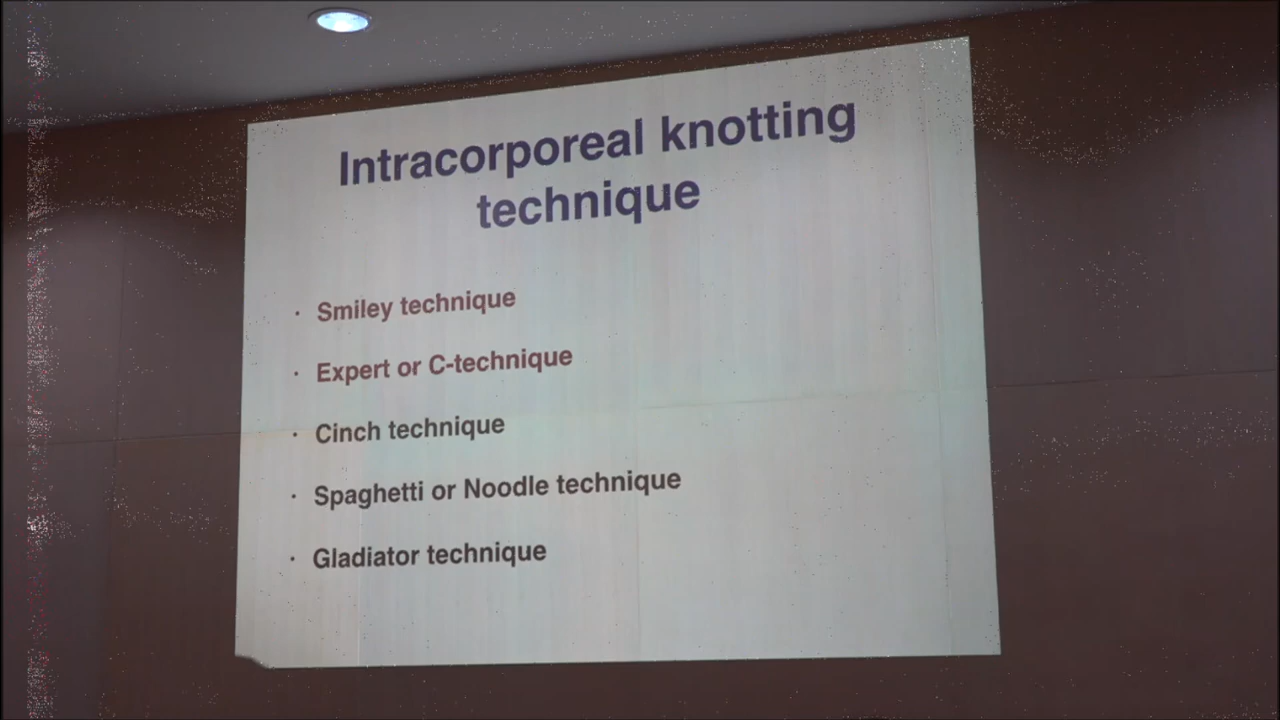 Intracorporeal knotting
technique
· Smiley technique
· Expert or C-technique
· Cinch technique
· Spaghetti or Noodle technique
· Gladiator technique